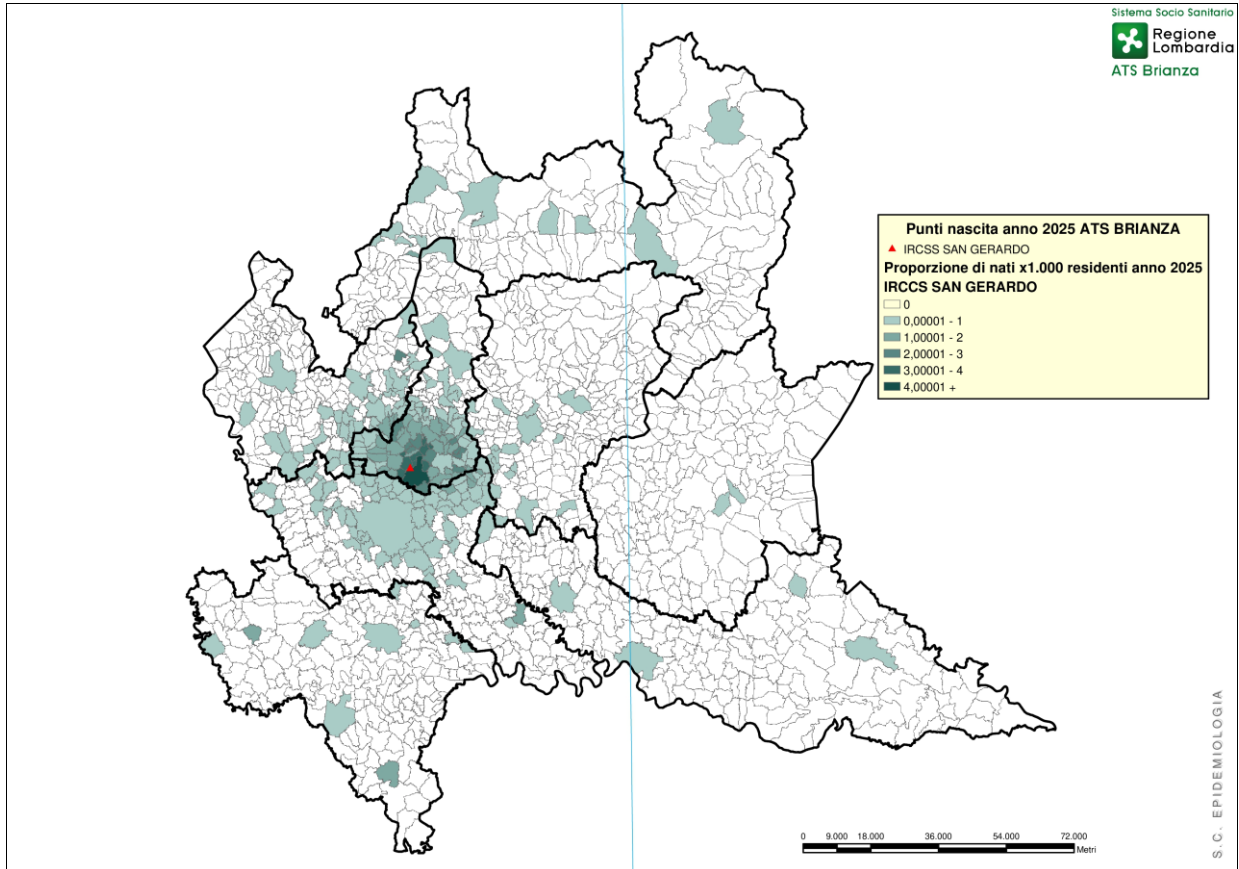 Sistema Socio Sanitario
Regione
Lombardia
ATS Brianza
Punti nascita anno 2025 ATS BRIANZA
IRCSS SAN GERARDO
Proporzione di nati x1.000 residenti anno 2025
IRCCS SAN GERARDO
0
0,00001 - 1
1,00001 - 2
2,00001 - 3
3,00001 - 4
4,00001 +
S.C. EPIDEMIOLOGIA
0 9.000 18.000 36.000 54.000 72.000
Metri